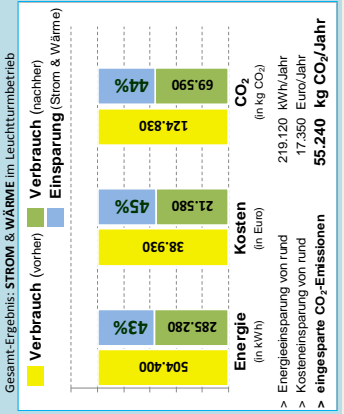 Gesamt-Ergebnis: STROM & WÄRME im Leuchtturmbetrieb
Verbrauch (vorher)
Verbrauch (nachher)
Einsparung (Strom & Wärme)
504.400
43%
285.280
38.930
45%
21.580
124.830
44%
69.590
Energie
(in kWh)
Kosten
(in Euro)
CO₂
(in kg CO₂)
> Energieeinsparung von rund 219.120 kWh/Jahr
> Kosteneinsparung von rund 17.350 Euro/Jahr
> eingesparte CO₂-Emissionen 55.240 kg CO₂/Jahr